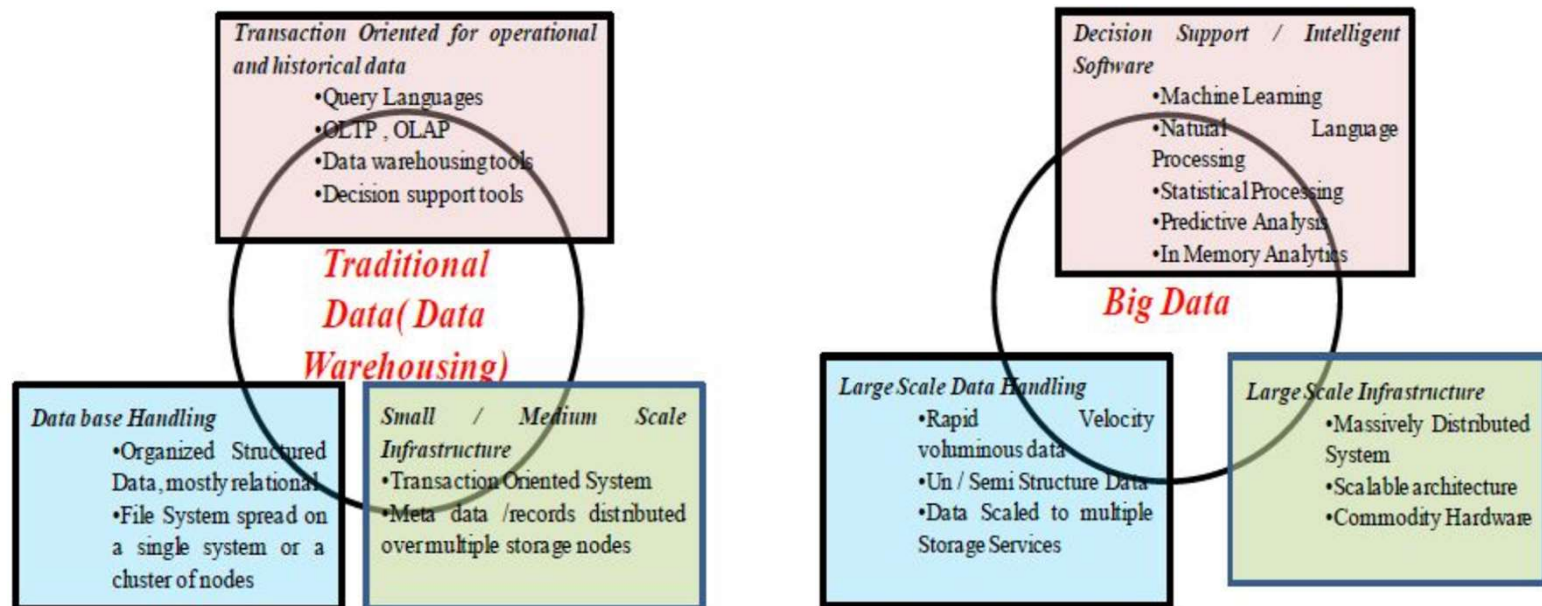 Transaction Oriented for operational
and historical data
•Query Languages
•OLTP , OLAP
•Data warehousing tools
•Decision support tools
Traditional
Data( Data
Warehousing)
Data base Handling
•Organized Structured
Data, mostly relational
•File System spread on
a single system or a
cluster of nodes
Small / Medium Scale
Infrastructure
•Transaction Oriented System
•Meta data /records distributed
over multiple storage nodes
Decision Support / Intelligent
Software
•Machine Learning
•Natural Language
Processing
•Statistical Processing
•Predictive Analysis
•In Memory Analytics
Big Data
Large Scale Data Handling
•Rapid Velocity
voluminous data
•Un / Semi Structure Data
•Data Scaled to multiple
Storage Services
Large Scale Infrastructure
•Massively Distributed
System
•Scalable architecture
•Commodity Hardware